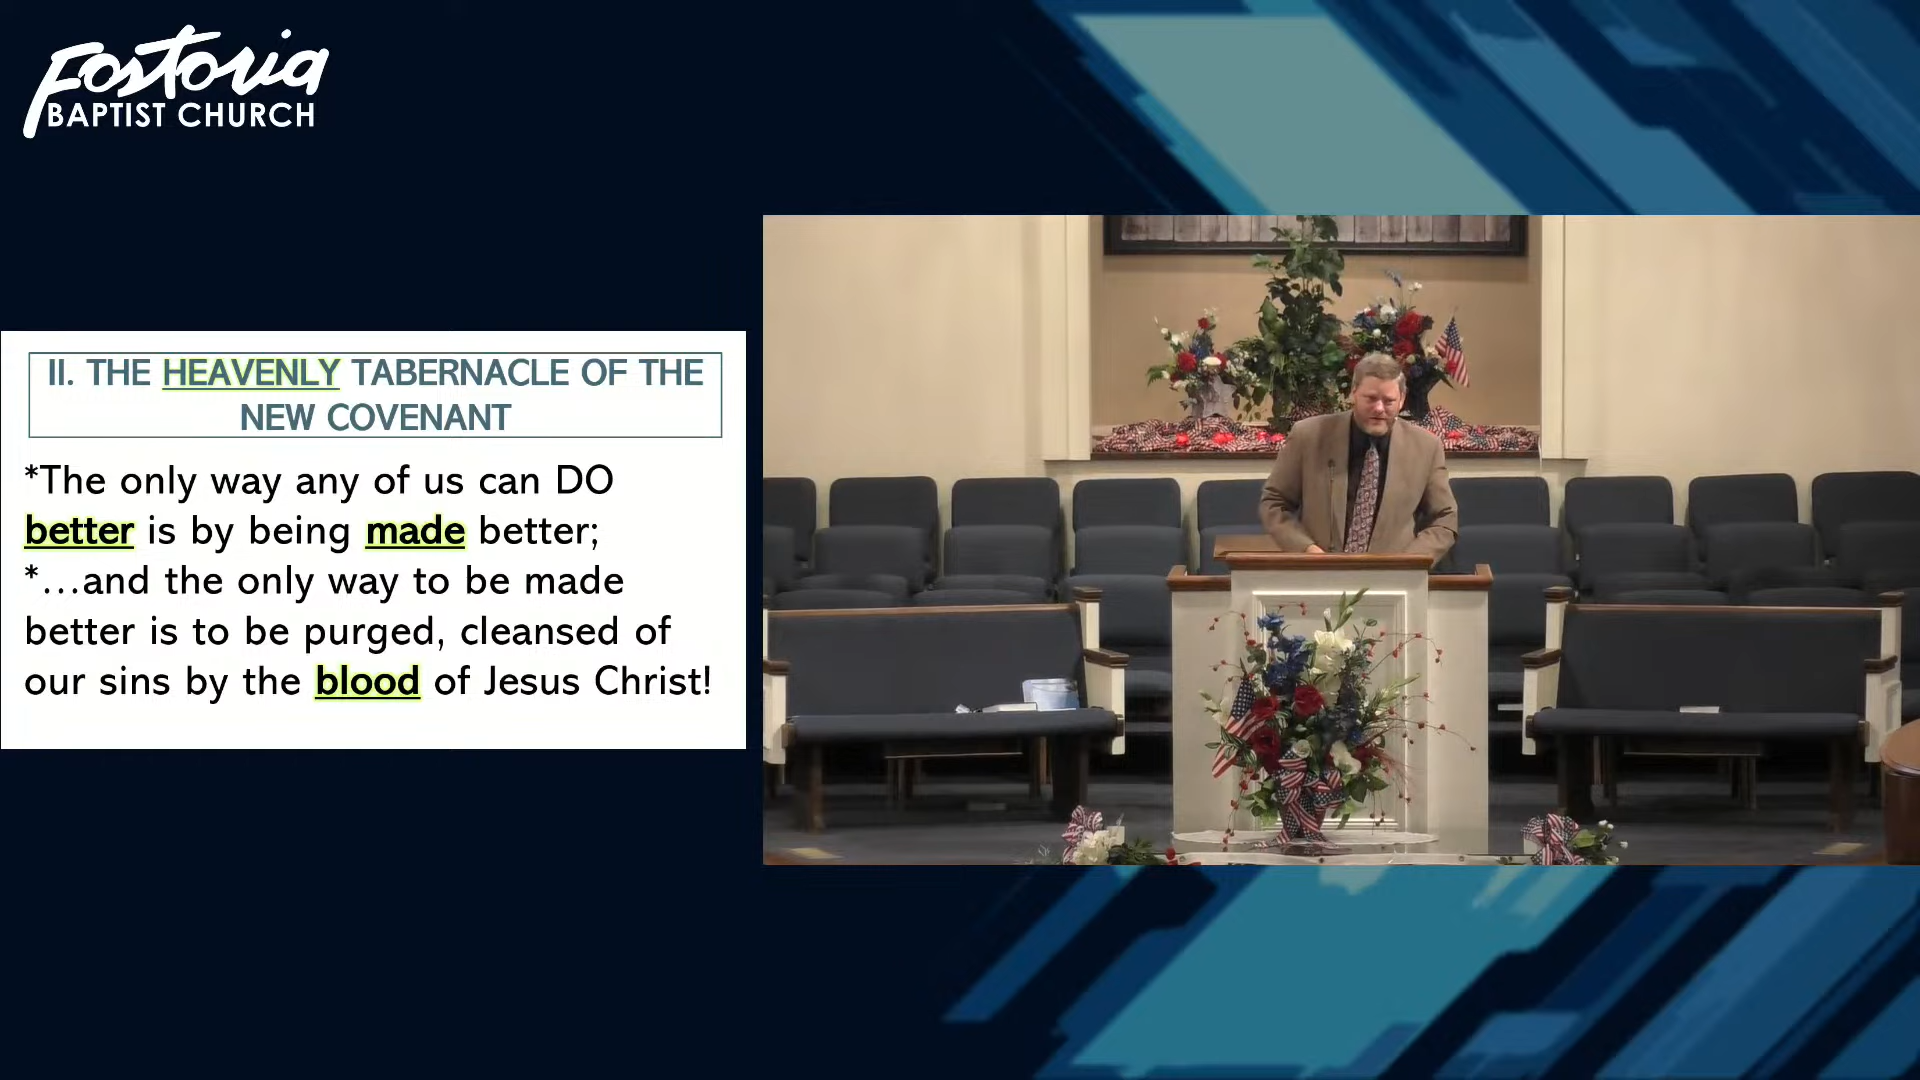 Fostoria
BAPTIST CHURCH
II. THE HEAVENLY TABERNACLE OF THE
NEW COVENANT
*The only way any of us can DO
better is by being made better;
*...and the only way to be made
better is to be purged, cleansed of
our sins by the blood of Jesus Christ!